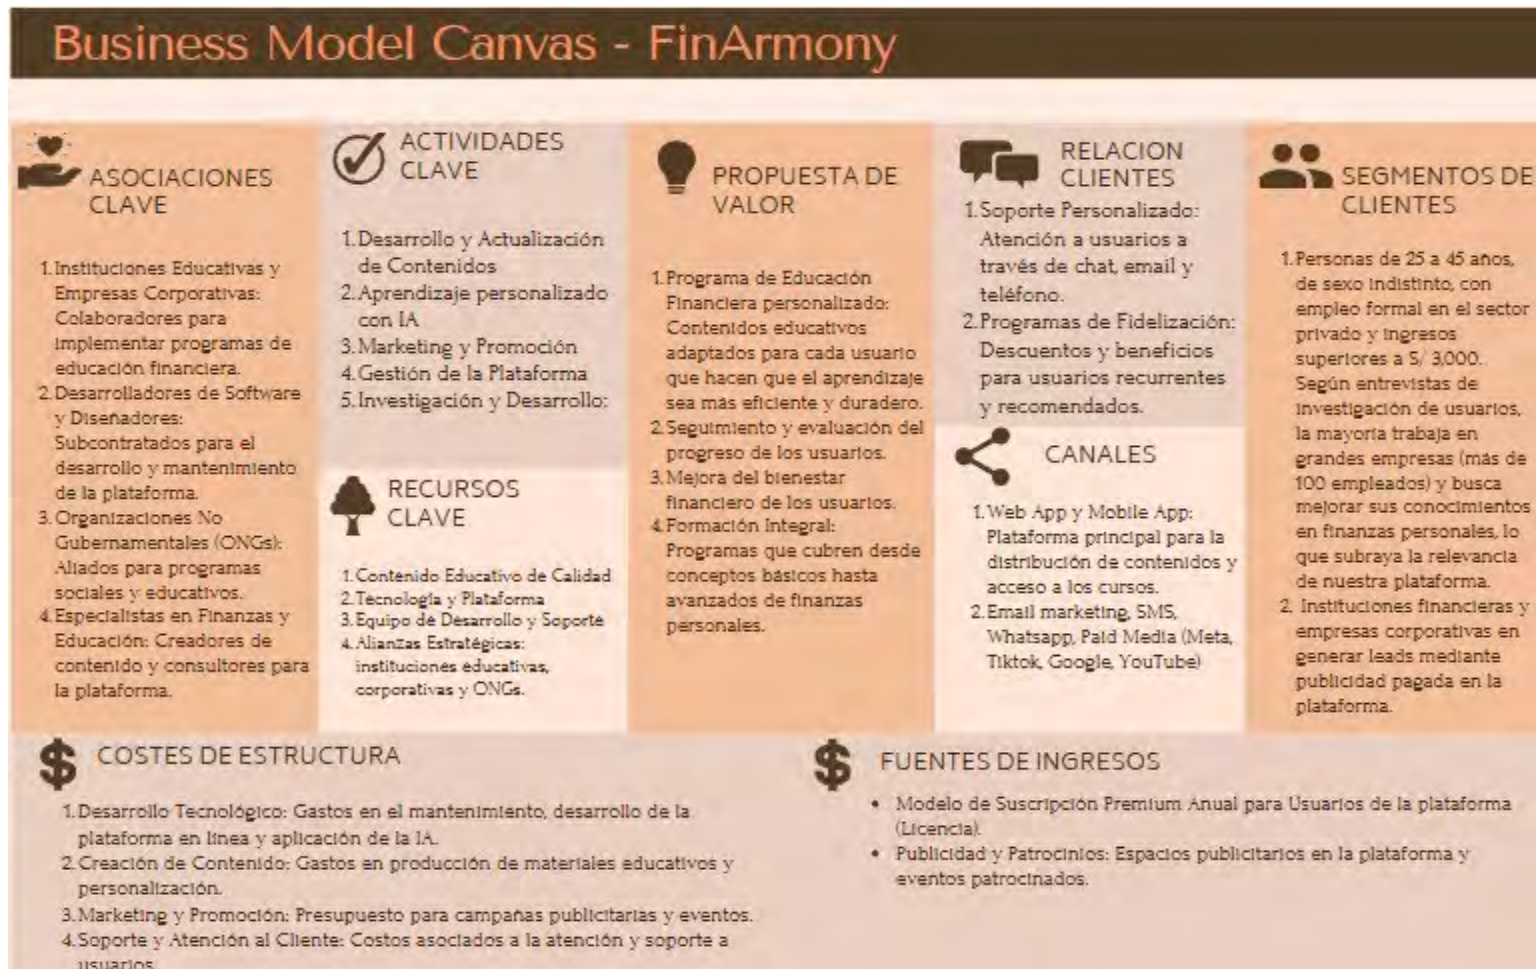 Business Model Canvas - FinArmony
ASOCIACIONES
CLAVE
1. Instituciones Educativas y
Empresas Corporativas:
Colaboradores para
implementar programas de
educación financiera.
2. Desarrolladores de Software
y Diseñadores:
Subcontratados para el
desarrollo y mantenimiento
de la plataforma.
3. Organizaciones No
Gubernamentales (ONGs):
Aliados para programas
sociales y educativos.
4. Especialistas en Finanzas y
Educación: Creadores de
contenido y consultores para
la plataforma.
ACTIVIDADES
CLAVE
1. Desarrollo y Actualización
de Contenidos
2. Aprendizaje personalizado
con IA
3. Marketing y Promoción
4. Gestión de la Plataforma
5. Investigación y Desarrollo:
RECURSOS
CLAVE
1. Contenido Educativo de Calidad
2. Tecnología y Plataforma
3. Equipo de Desarrollo y Soporte
4. Alianzas Estratégicas:
instituciones educativas,
corporativas y ONGs.
PROPUESTA DE
VALOR
1. Programa de Educación
Financiera personalizado:
Contenidos educativos
adaptados para cada usuario
que hacen que el aprendizaje
sea más eficiente y duradero.
2. Seguimiento y evaluación del
progreso de los usuarios.
3. Mejora del bienestar
financiero de los usuarios.
4. Formación Integral:
Programas que cubren desde
conceptos básicos hasta
avanzados de finanzas
personales.
RELACION
CLIENTES
1. Soporte Personalizado:
Atención a usuarios a
través de chat, email y
teléfono.
2. Programas de Fidelización:
Descuentos y beneficios
para usuarios recurrentes
y recomendados.
CANALES
1. Web App y Mobile App:
Plataforma principal para la
distribución de contenidos y
acceso a los cursos.
2. Email marketing, SMS,
Whatsapp, Paid Media (Meta,
Tiktok, Google, YouTube)
SEGMENTOS DE
CLIENTES
1. Personas de 25 a 45 años,
de sexo indistinto, con
empleo formal en el sector
privado y ingresos
superiores a S/ 3,000.
Según entrevistas de
investigación de usuarios,
la mayoría trabaja en
grandes empresas (más de
100 empleados) y busca
mejorar sus conocimientos
en finanzas personales, lo
que subraya la relevancia
de nuestra plataforma.
2. Instituciones financieras y
empresas corporativas en
generar leads mediante
publicidad pagada en la
plataforma.
COSTES DE ESTRUCTURA
1. Desarrollo Tecnológico: Gastos en el mantenimiento, desarrollo de la
plataforma en línea y aplicación de la IA.
2. Creación de Contenido: Gastos en producción de materiales educativos y
personalización.
3. Marketing y Promoción: Presupuesto para campañas publicitarias y eventos.
4. Soporte y Atención al Cliente: Costos asociados a la atención y soporte a
usuarios.
FUENTES DE INGRESOS
• Modelo de Suscripción Premium Anual para Usuarios de la plataforma
(Licencia).
• Publicidad y Patrocinios: Espacios publicitarios en la plataforma y
eventos patrocinados.